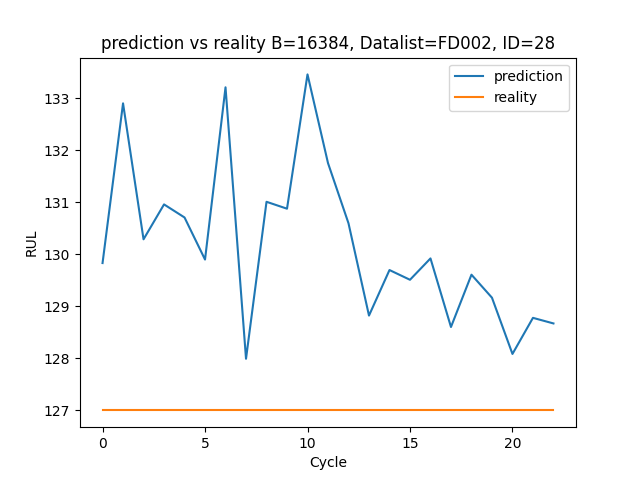 prediction vs reality B=16384, Datalist=FD002, ID=28
prediction
reality
133
132
131
130
129
128
127
RUL
0
5
10
15
20
Cycle